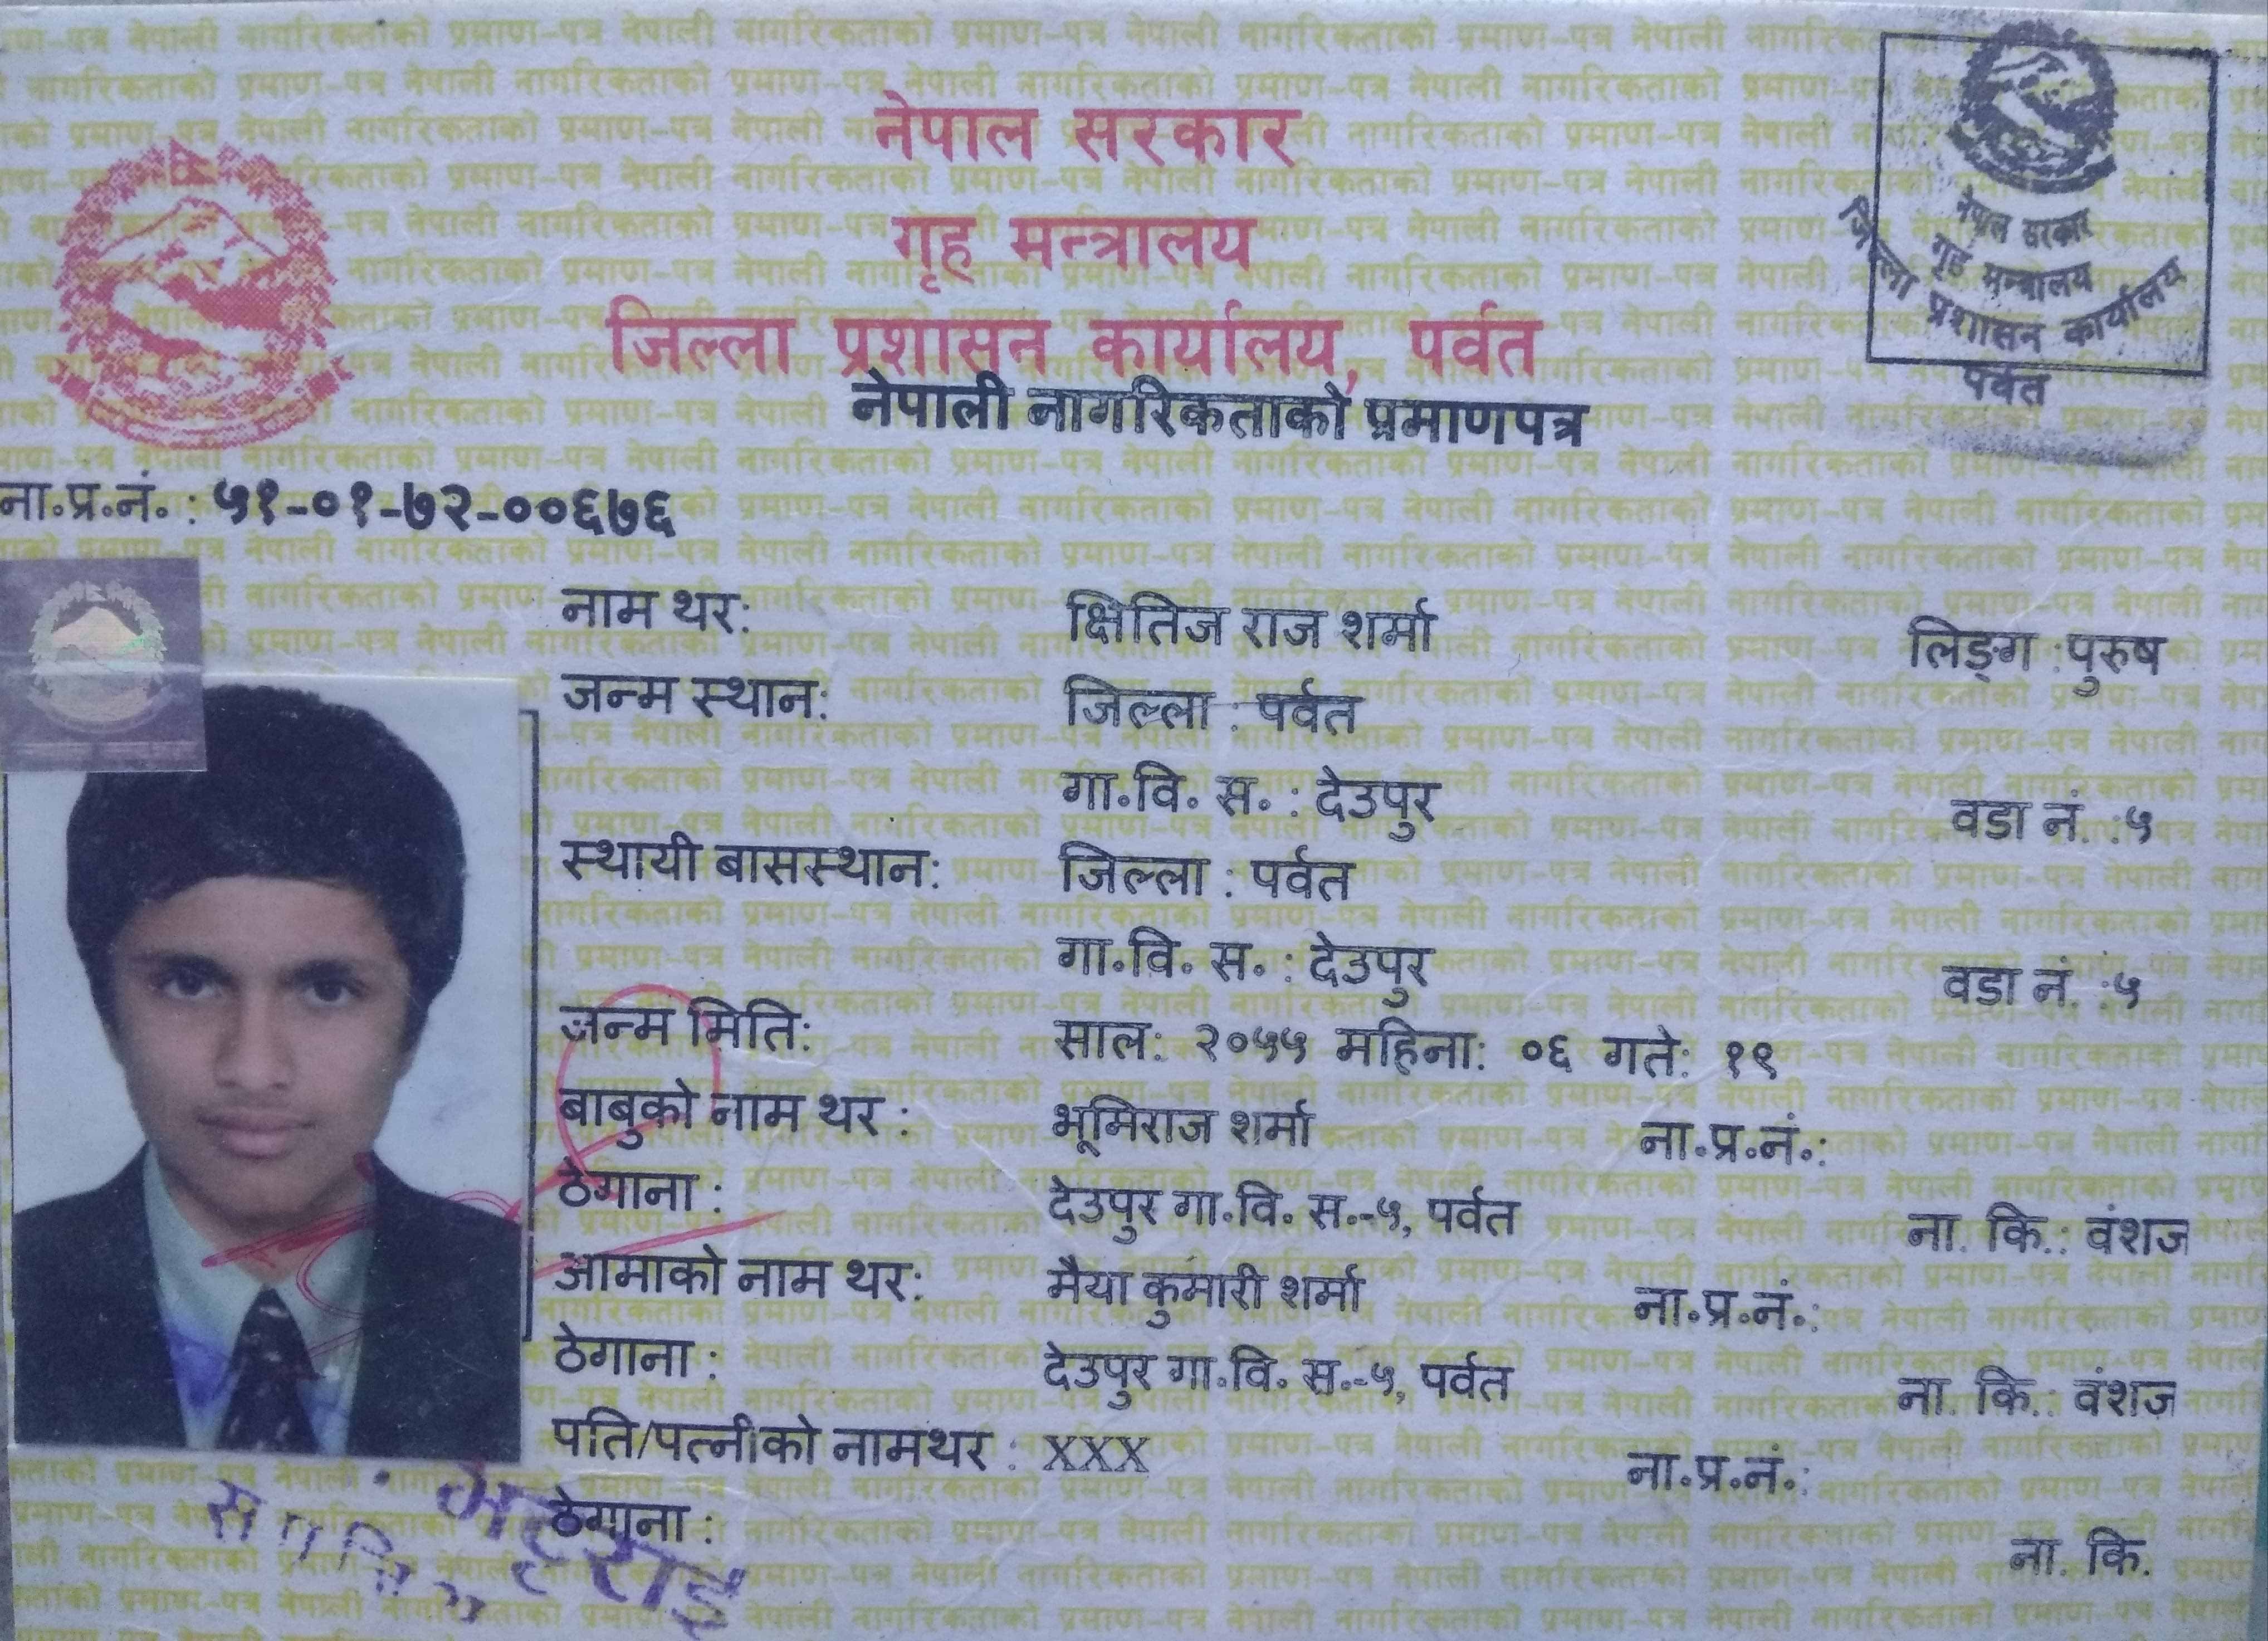 नेपाल सरकार
गृह मन्त्रालय
जिल्ला प्रशासन कार्यालय, पर्वत
नेपाली नागरिकताको प्रमाणपत्र
नेपाल सरकार
गृह मन्त्रालय
जिल्ला प्रशासन कार्यालय
पर्वत
ना.प्र.नं. : ५१-०१-७२-००६७६
नाम थर: क्षितिज राज शर्मा लिङ्ग :पुरुष
जन्म स्थान: जिल्ला : पर्वत
गा.वि. स. : देउपुर वडा नं. :५
स्थायी बासस्थान: जिल्ला : पर्वत
गा.वि. स. : देउपुर वडा नं. :५
जन्म मिति: साल: २०५५ महिना: ०६ गते: १९
बाबुको नाम थर : भूमिराज शर्मा ना.प्र.नं.:
ठेगाना : देउपुर गा.वि. स.-५, पर्वत ना. कि.: वंशज
आमाको नाम थर: मैया कुमारी शर्मा ना.प्र.नं.:
ठेगाना : देउपुर गा.वि. स.-५, पर्वत ना. कि.: वंशज
पति/पत्नीको नामथर : XXX ना.प्र.नं.:
ठेगाना :
ना. कि.